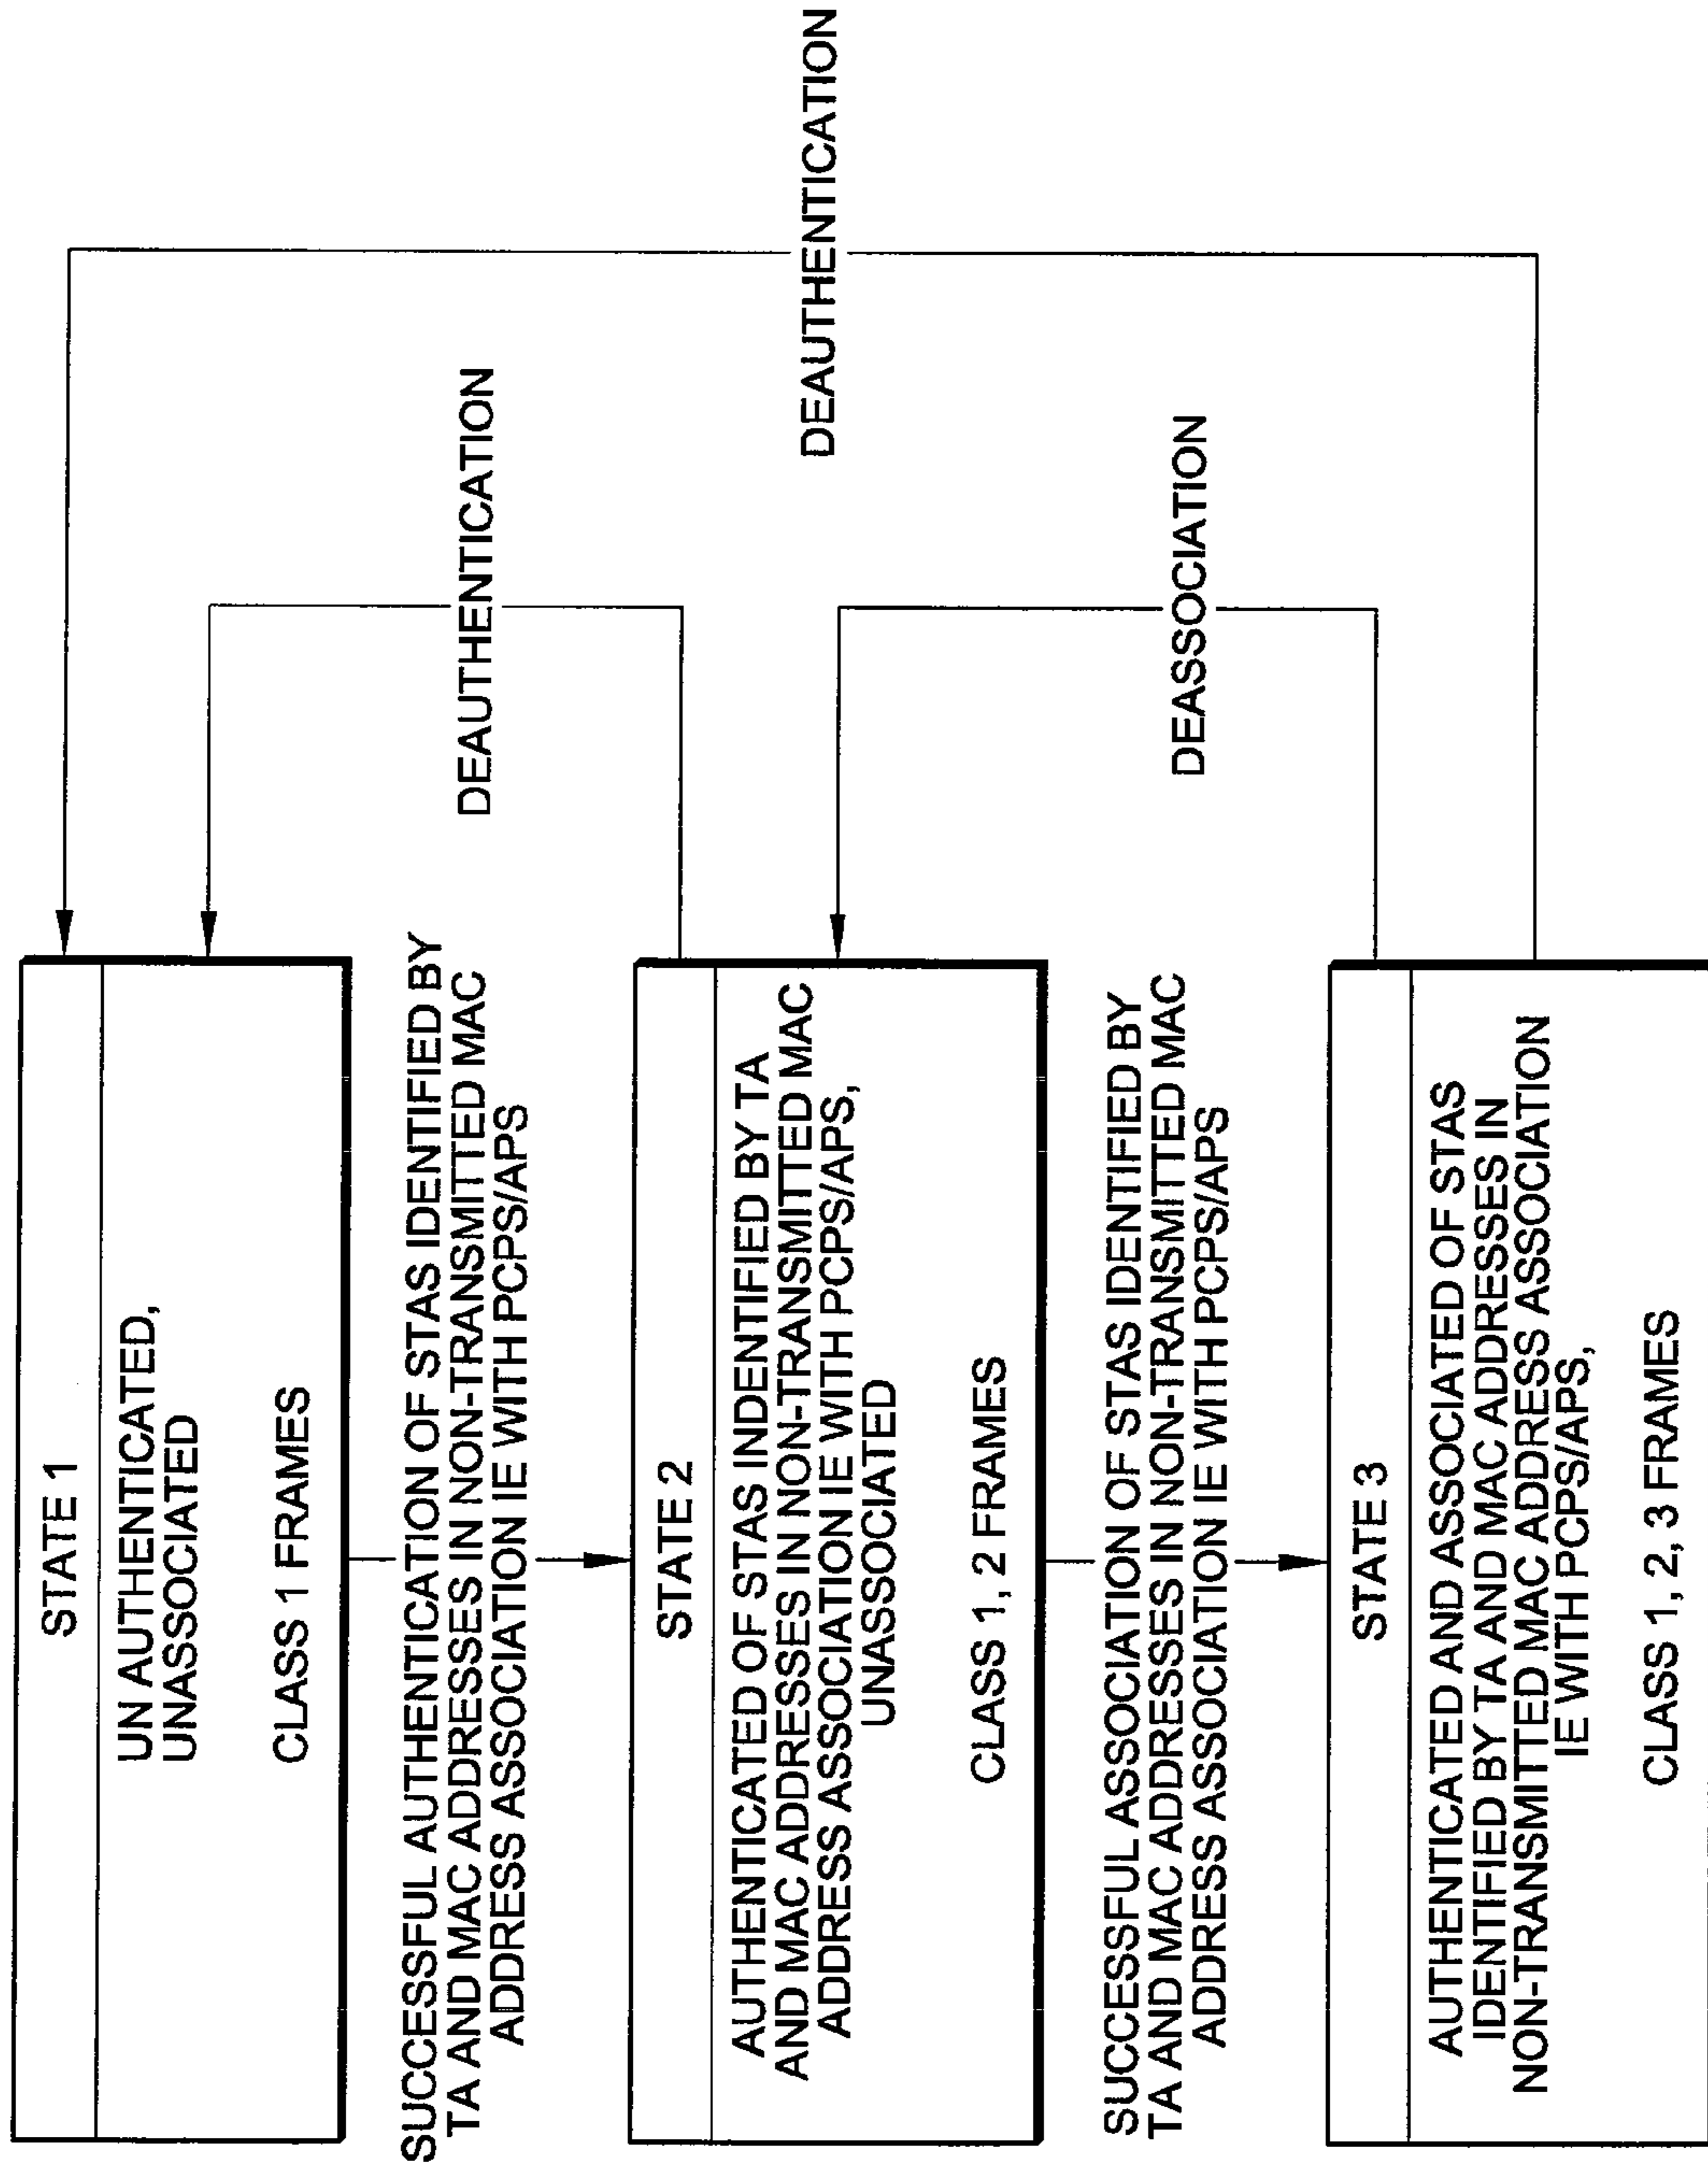 STATE 1
UN AUTHENTICATED,
UNASSOCIATED
CLASS 1 FRAMES
SUCCESSFUL AUTHENTICATION OF STAS IDENTIFIED BY
TA AND MAC ADDRESSES IN NON-TRANSMITTED MAC
ADDRESS ASSOCIATION IE WITH PCPS/APS
DEAUTHENTICATION
STATE 2
AUTHENTICATED OF STAS INDENTIFIED BY TA
AND MAC ADDRESSES IN NON-TRANSMITTED MAC
ADDRESS ASSOCIATION IE WITH PCPS/APS,
UNASSOCIATED
CLASS 1, 2 FRAMES
DEAUTHENTICATION
SUCCESSFUL ASSOCIATION OF STAS IDENTIFIED BY
TA AND MAC ADDRESSES IN NON-TRANSMITTED MAC
ADDRESS ASSOCIATION IE WITH PCPS/APS
DEASSOCIATION
STATE 3
AUTHENTICATED AND ASSOCIATED OF STAS
IDENTIFIED BY TA AND MAC ADDRESSES IN
NON-TRANSMITTED MAC ADDRESS ASSOCIATION
IE WITH PCPS/APS,
CLASS 1, 2, 3 FRAMES